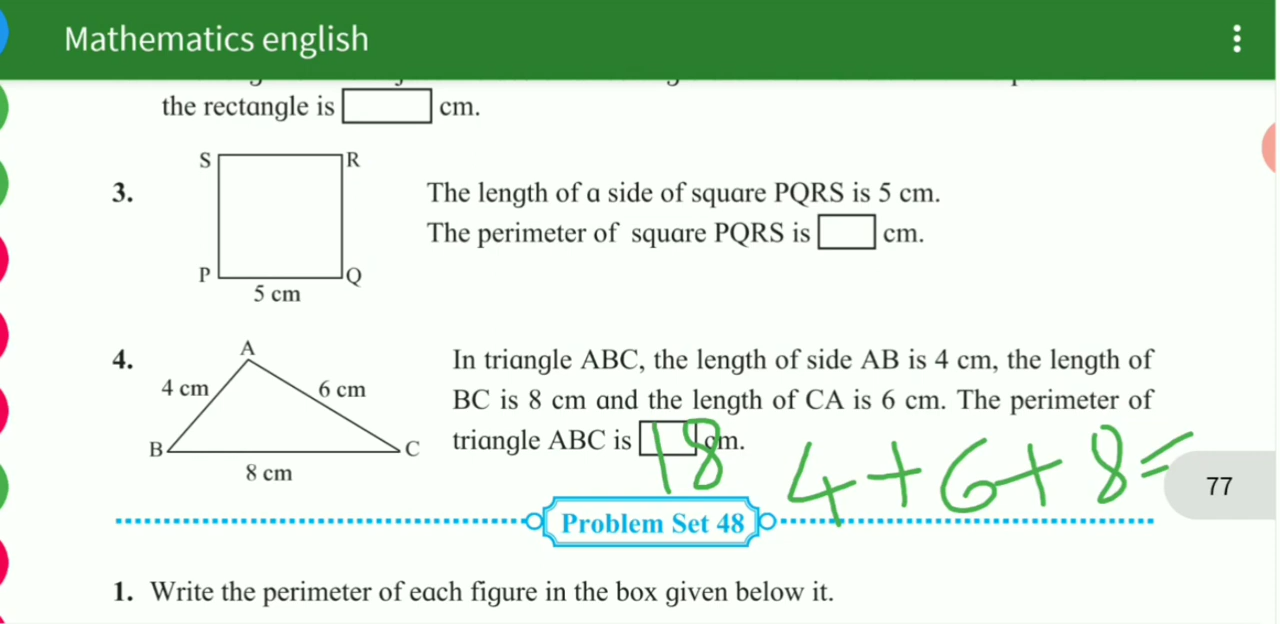 Mathematics english
the rectangle is cm.
S R
3.
The length of a side of square PQRS is 5 cm.
The perimeter of square PQRS is cm.
P Q
5 cm
4.
A
4 cm 6 cm
B C
8 cm
In triangle ABC, the length of side AB is 4 cm, the length of
BC is 8 cm and the length of CA is 6 cm. The perimeter of
triangle ABC is 18 cm.
4+6+8=
77
Problem Set 48
1. Write the perimeter of each figure in the box given below it.